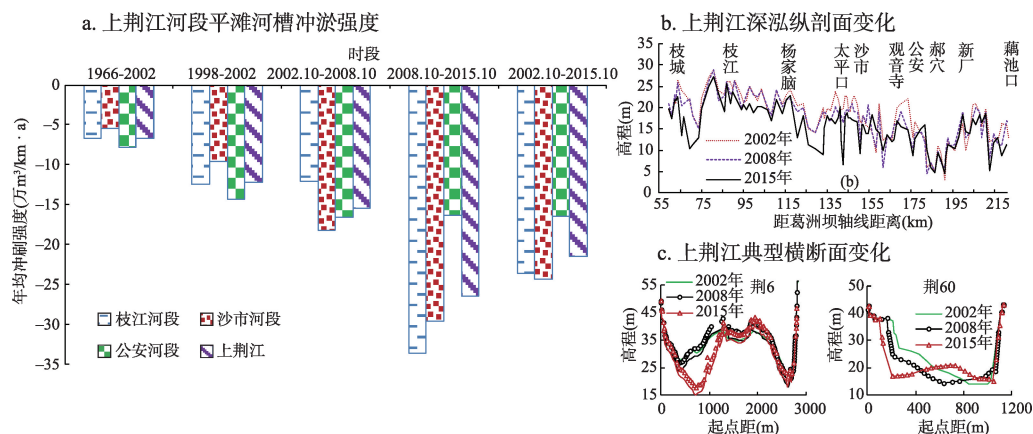 a. 上荆江河段平滩河槽冲淤强度
时段
1966-2002 1998-2002 2002.10-2008.10 2008.10-2015.10 2002.10-2015.10
0
-5
-10
-15
-20
-25
-30
-35
年均冲刷强度(万m³/km·a)
枝江河段 沙市河段
公安河段 上荆江
b. 上荆江深泓纵剖面变化
35
30
25
20
15
10
5
0
高程(m)
枝城 枝江 杨家脑 太平口 沙市 观音寺 公安 郝穴 新厂 藕池口
2002年
2008年
2015年
(b)
55 75 95 115 135 155 175 195 215
距葛洲坝轴线距离(km)
c. 上荆江典型横断面变化
55
45
35
25
15
高程(m)
2002年
2008年
2015年
荆6
0 1000 2000 3000
起点距(m)
50
40
30
20
10
高程(m)
荆60
2002年
2008年
2015年
0 400 800 1200
起点距(m)